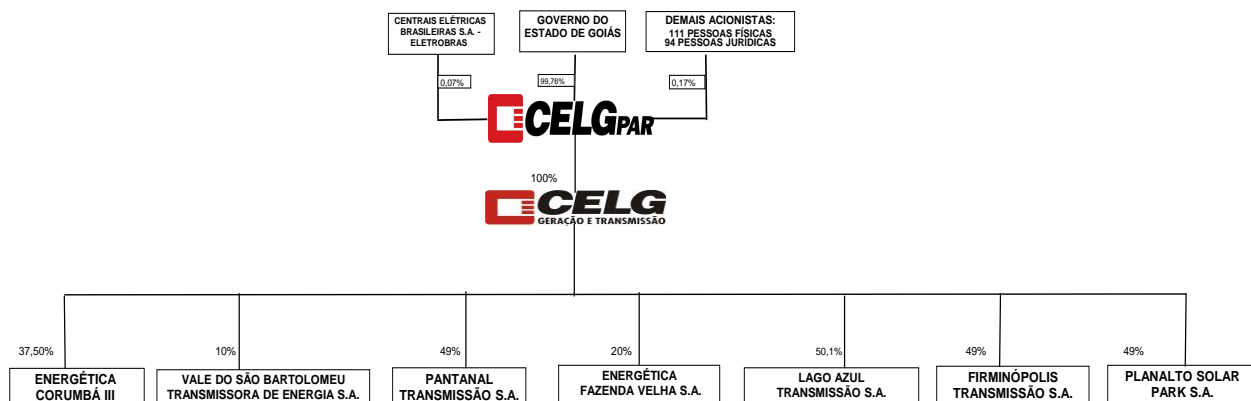 CENTRAIS ELÉTRICAS
BRASILEIRAS S.A. -
ELETROBRAS
GOVERNO DO
ESTADO DE GOIÁS
DEMAIS ACIONISTAS:
111 PESSOAS FÍSICAS
94 PESSOAS JURÍDICAS
0,07%
99,76%
0,17%
CELGPAR
100%
CELG
GERAÇÃO E TRANSMISSÃO
37,50%
10%
49%
20%
50,1%
49%
49%
ENERGÉTICA
CORUMBÁ III
VALE DO SÃO BARTOLOMEU
TRANSMISSORA DE ENERGIA S.A.
PANTANAL
TRANSMISSÃO S.A.
ENERGÉTICA
FAZENDA VELHA S.A.
LAGO AZUL
TRANSMISSÃO S.A.
FIRMINÓPOLIS
TRANSMISSÃO S.A.
PLANALTO SOLAR
PARK S.A.